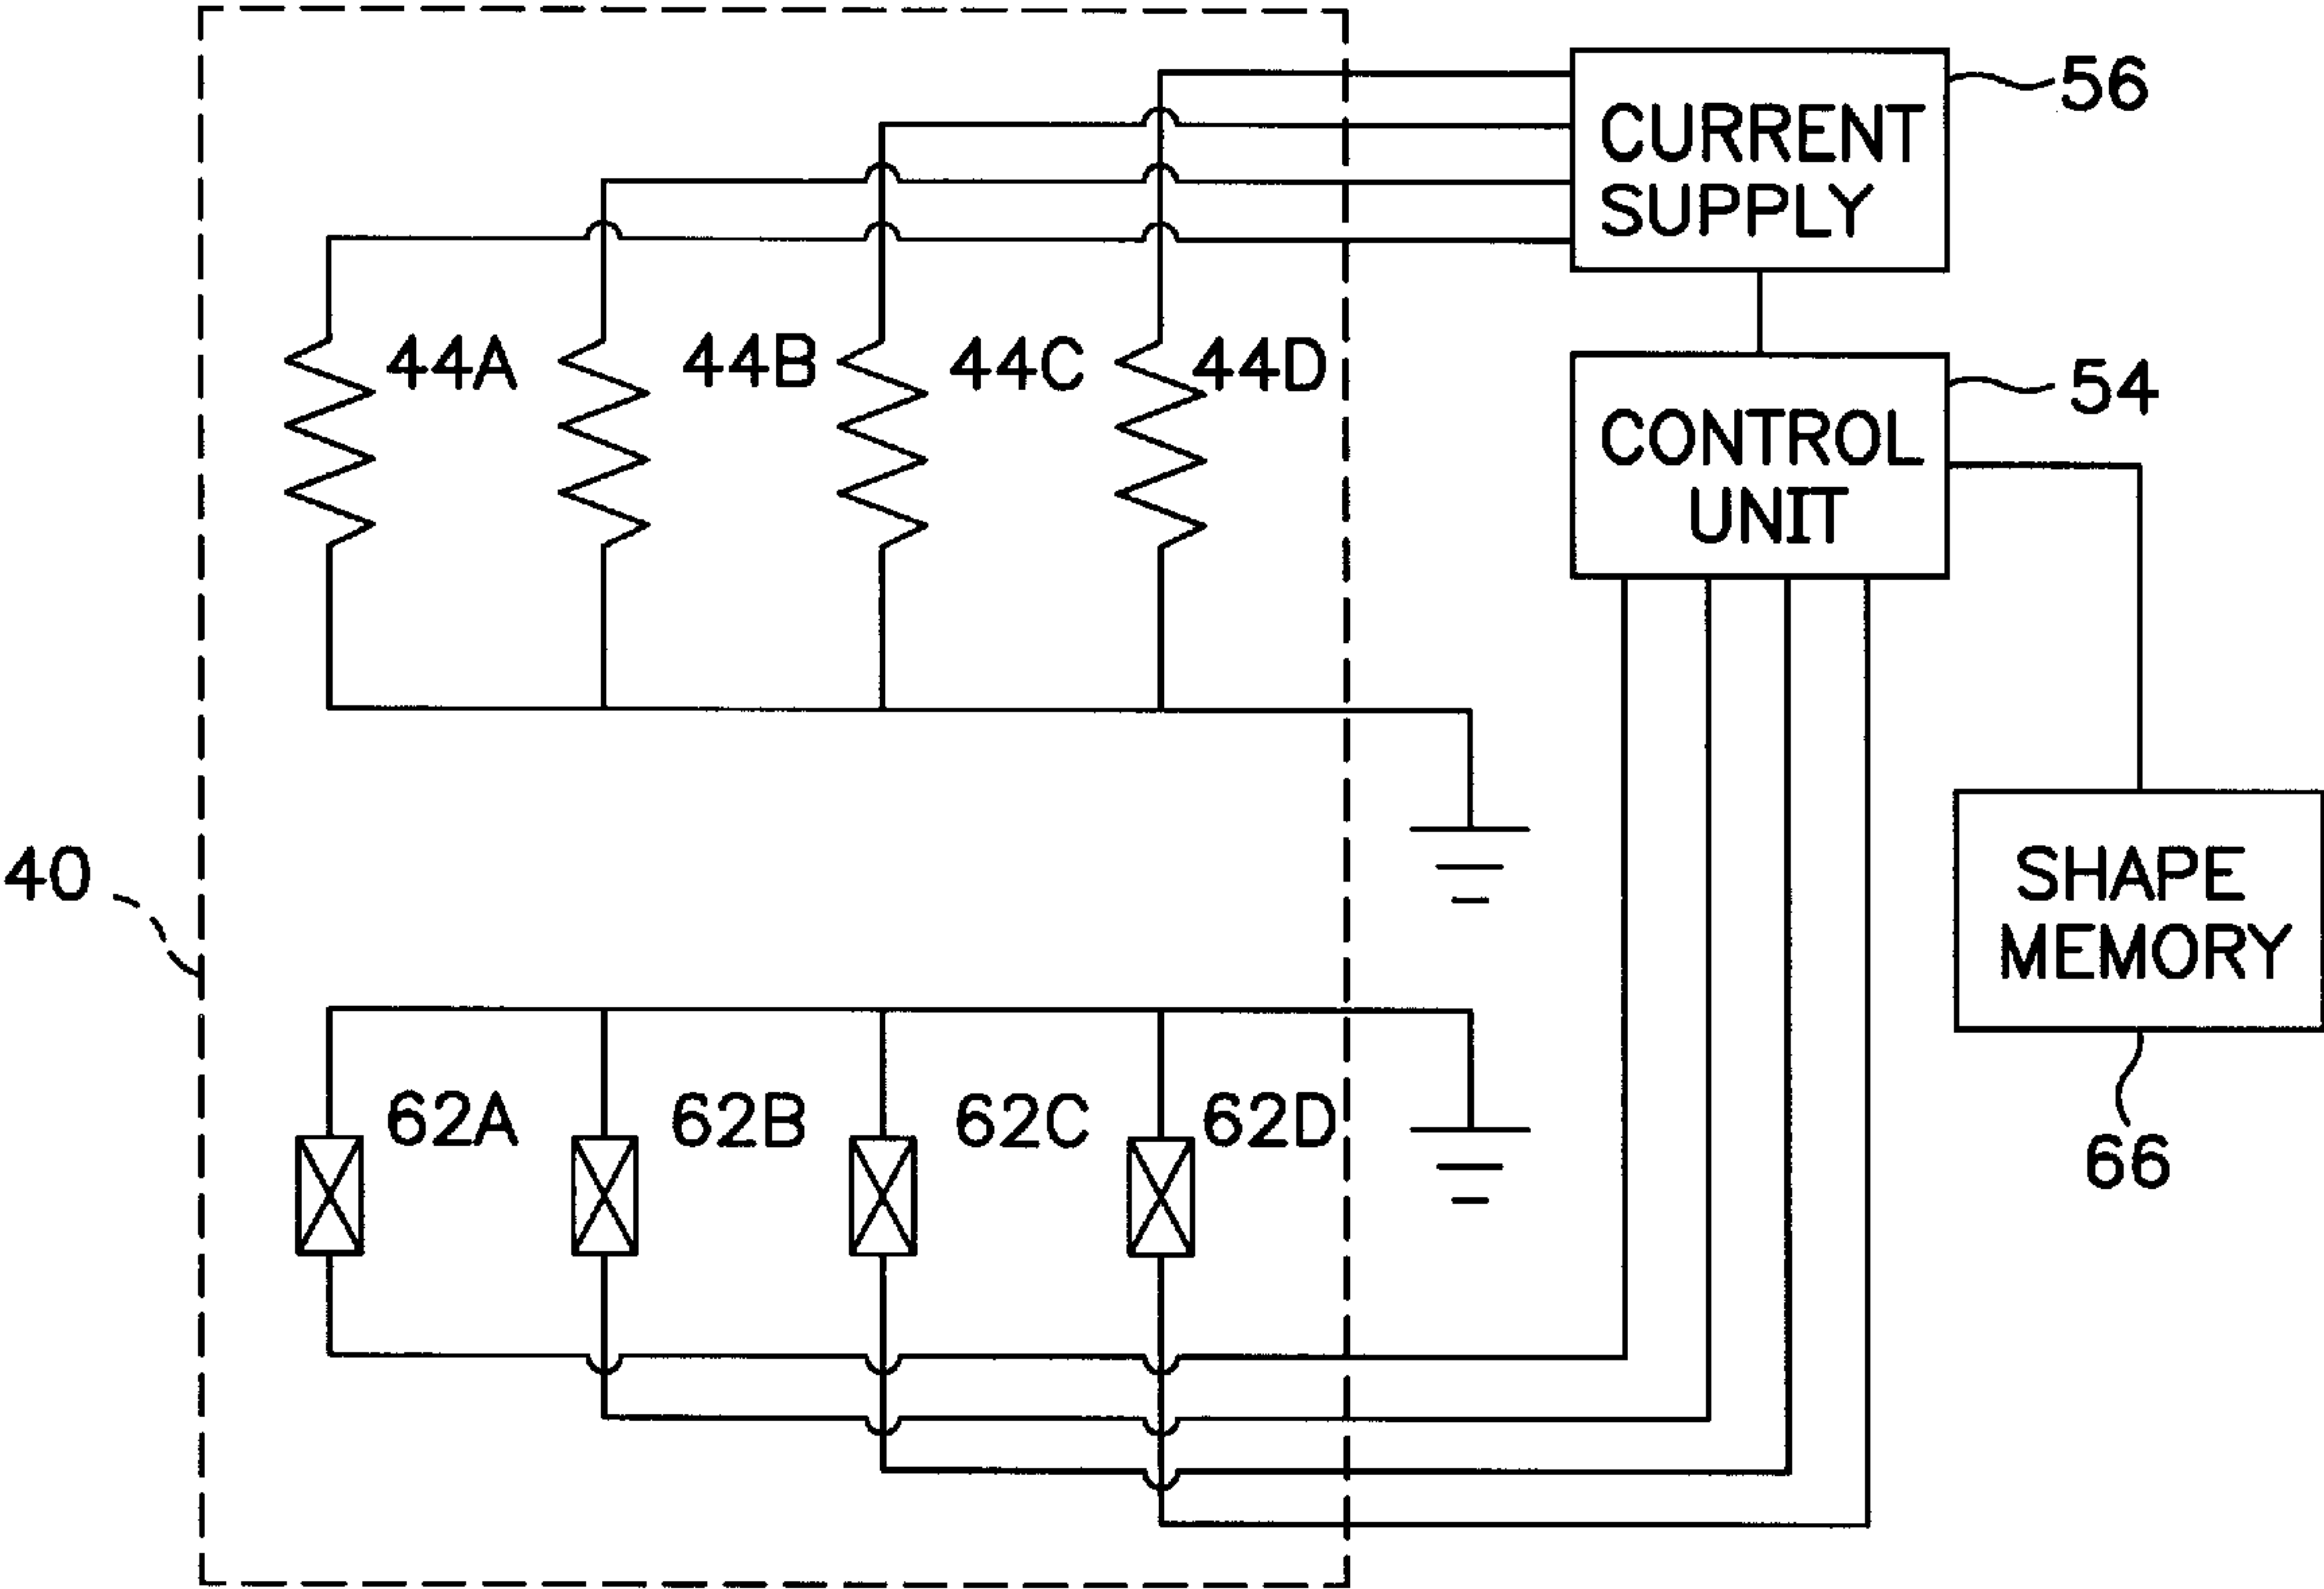 56
CURRENT
SUPPLY
44A 44B 44C 44D
54
CONTROL
UNIT
40
SHAPE
MEMORY
62A 62B 62C 62D
66